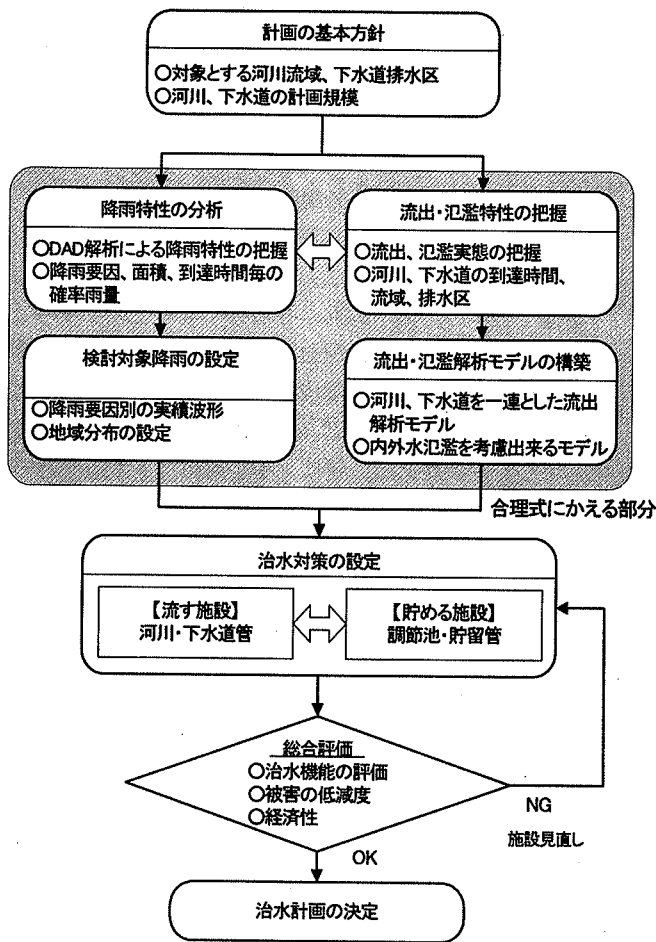 計画の基本方針
○対象とする河川流域、下水道排水区
○河川、下水道の計画規模
降雨特性の分析
○DAD解析による降雨特性の把握
○降雨要因、面積、到達時間毎の
確率雨量
流出・氾濫特性の把握
○流出、氾濫実態の把握
○河川、下水道の到達時間、
流域、排水区
検討対象降雨の設定
○降雨要因別の実績波形
○地域分布の設定
流出・氾濫解析モデルの構築
○河川、下水道を一連とした流出
解析モデル
○内外水氾濫を考慮出来るモデル
合理式にかえる部分
治水対策の設定
【流す施設】
河川・下水道管
【貯める施設】
調節池・貯留管
総合評価
○治水機能の評価
○被害の低減度
○経済性
NG
施設見直し
OK
治水計画の決定